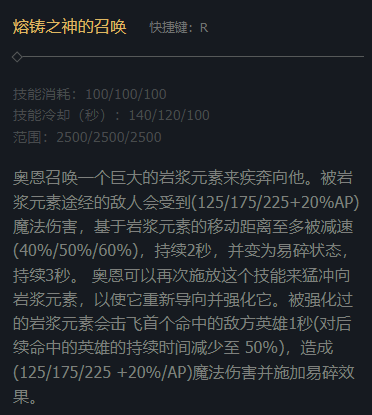 熔铸之神的召唤 快捷键：R
技能消耗：100/100/100
技能冷却（秒）：140/120/100
范围：2500/2500/2500
奥恩召唤一个巨大的岩浆元素来疾奔向他。被岩
浆元素途经的敌人会受到(125/175/225+20%AP)
魔法伤害，基于岩浆元素的移动距离至多被减速
(40%/50%/60%)，持续2秒，并变为易碎状态，
持续3秒。 奥恩可以再次施放这个技能来猛冲向
岩浆元素，以使它重新导向并强化它。被强化过
的岩浆元素会击飞首个命中的敌方英雄1秒(对后
续命中的英雄的持续时间减少至 50%)，造成
(125/175/225 +20%/AP)魔法伤害并施加易碎效
果。